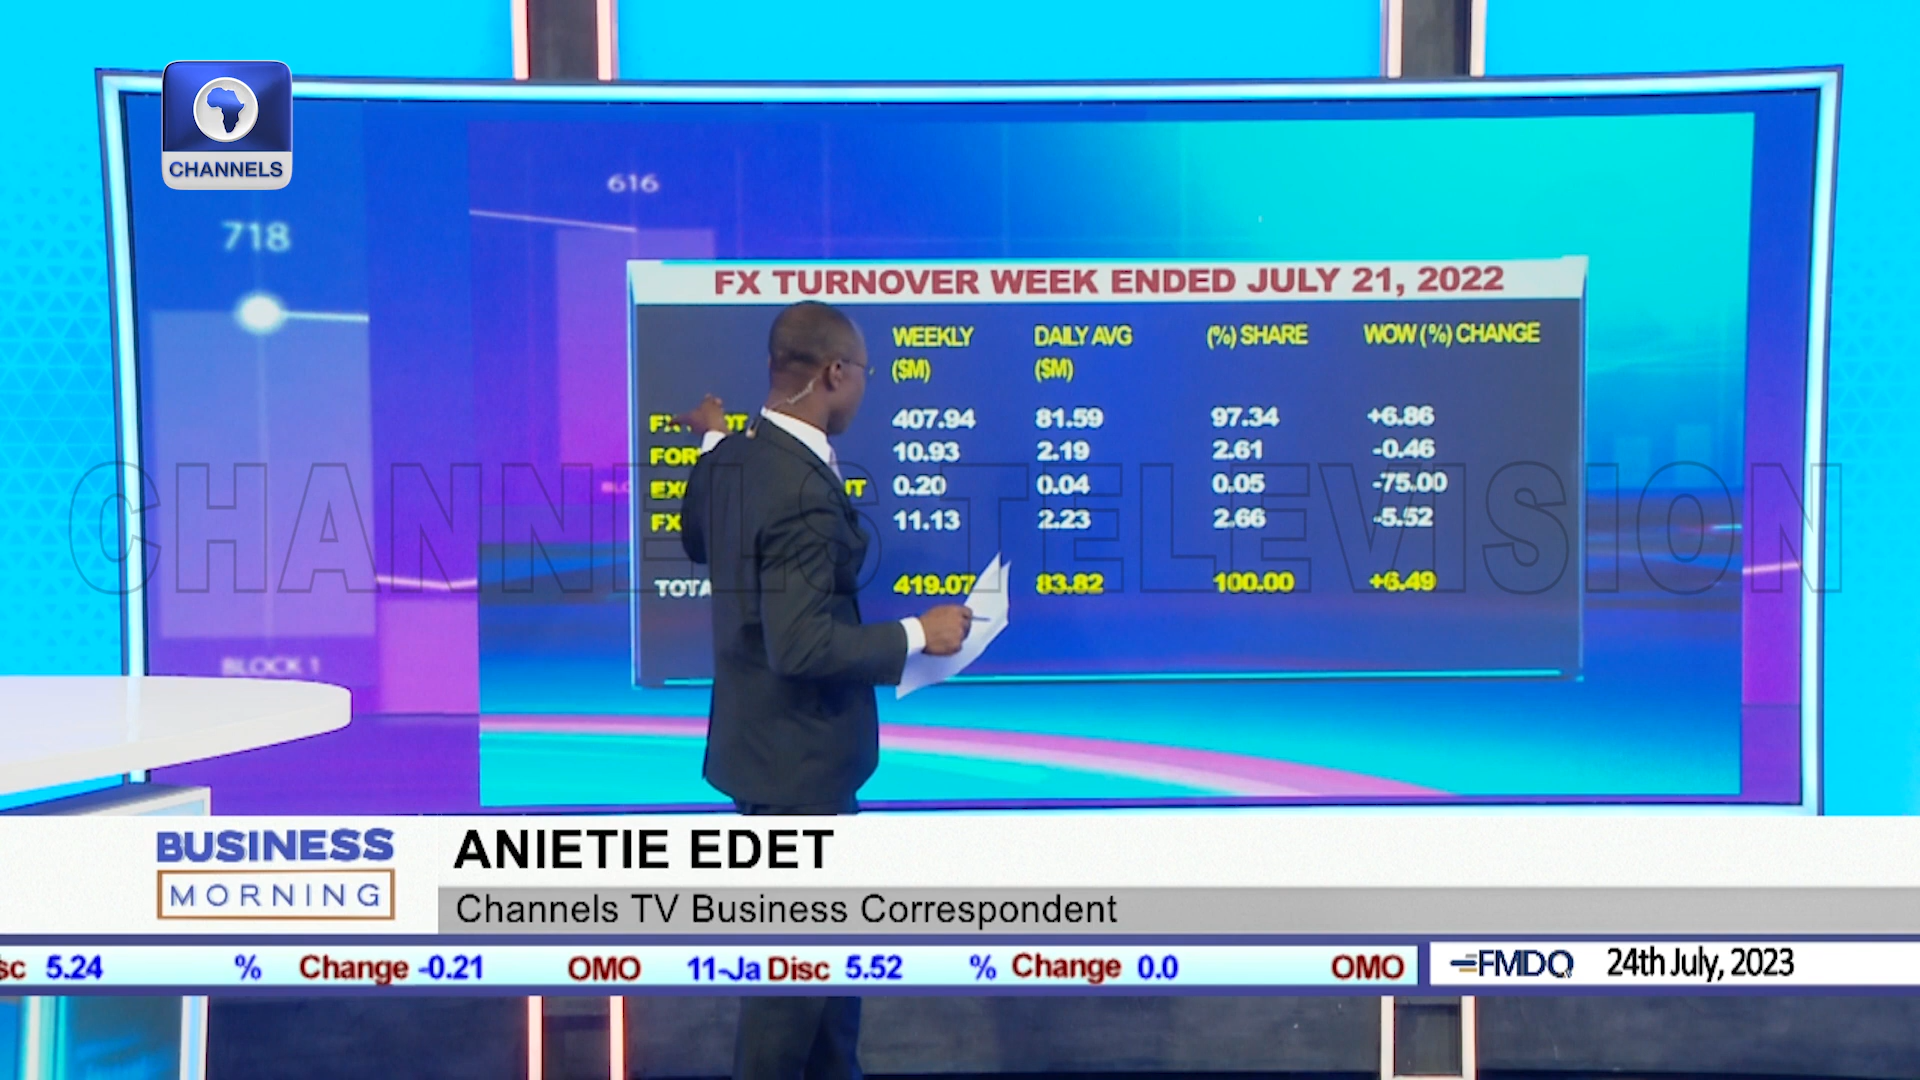 CHANNELS
616
718
FX TURNOVER WEEK ENDED JULY 21, 2022
WEEKLY DAILY AVG (%) SHARE WOW (%) CHANGE
($M) ($M)
407.94 81.59 97.34 +6.86
10.93 2.19 2.61 -0.46
0.20 0.04 0.05 -75.00
FX 11.13 2.23 2.66 -5.52
419.07 83.82 100.00 +6.49
CHANNELS TELEVISION
BLOCK 1
BUSINESS
MORNING
ANIETIE EDET
Channels TV Business Correspondent
5.24 % Change -0.21 OMO 11-Ja Disc 5.52 % Change 0.0 OMO
FMDQ 24th July, 2023